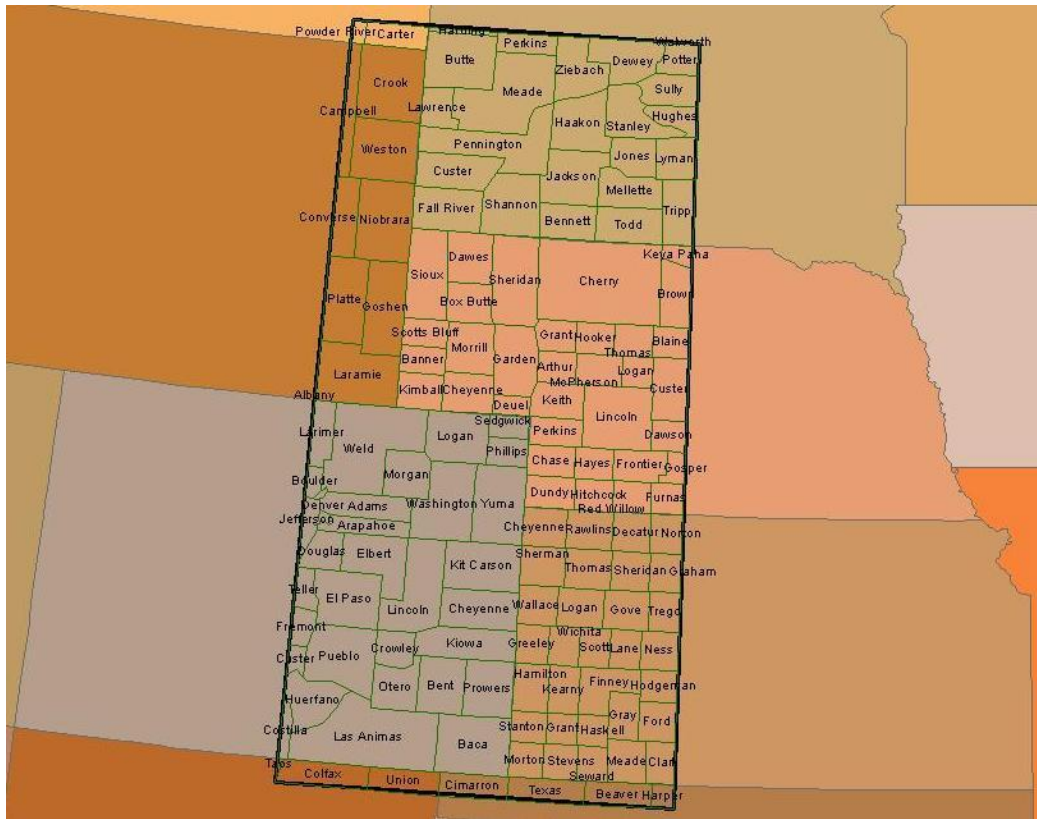 Powder River
Carter
Harding
Perkins
Walworth
Butte
Ziebach
Dewey
Potter
Crook
Meade
Sully
Campbell
Lawrence
Haakon
Stanley
Hughes
Weston
Pennington
Jones
Lyman
Custer
Jackson
Mellette
Converse
Niobrara
Fall River
Shannon
Bennett
Todd
Tripp
Keya Paha
Dawes
Sioux
Sheridan
Cherry
Brown
Platte
Goshen
Box Butte
Scotts Bluff
Grant
Hooker
Blaine
Banner
Morrill
Garden
Thomas
Arthur
Logan
Laramie
McPherson
Kimball
Cheyenne
Keith
Custer
Albany
Deuel
Lincoln
Larimer
Logan
Sedgwick
Perkins
Dawson
Weld
Phillips
Chase
Hayes
Frontier
Gosper
Boulder
Morgan
Washington
Yuma
Dundy
Hitchcock
Red Willow
Furnas
Denver
Adams
Jefferson
Arapahoe
Cheyenne
Rawlins
Decatur
Norton
Douglas
Elbert
Kit Carson
Sherman
Thomas
Sheridan
Graham
Teller
El Paso
Lincoln
Cheyenne
Wallace
Logan
Gove
Trego
Fremont
Crowley
Kiowa
Greeley
Wichita
Scott
Lane
Ness
Custer
Pueblo
Otero
Bent
Prowers
Hamilton
Kearny
Finney
Hodgeman
Huerfano
Gray
Ford
Costilla
Las Animas
Baca
Stanton
Grant
Haskell
Taos
Colfax
Union
Cimarron
Morton
Stevens
Seward
Meade
Clark
Texas
Beaver
Harper